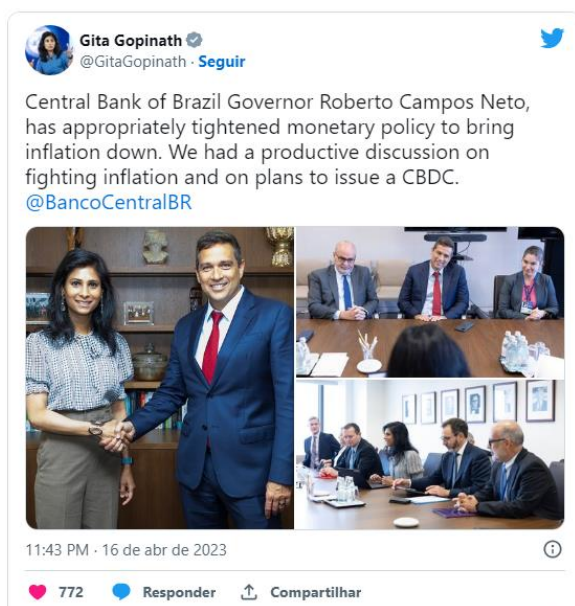 Gita Gopinath
@GitaGopinath · Seguir
Central Bank of Brazil Governor Roberto Campos Neto,
has appropriately tightened monetary policy to bring
inflation down. We had a productive discussion on
fighting inflation and on plans to issue a CBDC.
@BancoCentralBR
11:43 PM · 16 de abr de 2023
772 Responder Compartilhar